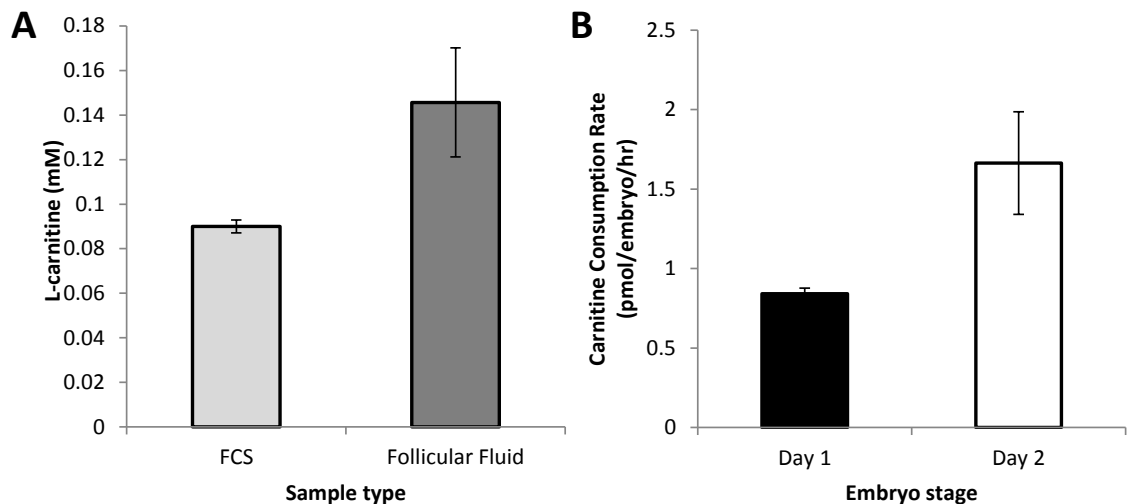 A
L-carnitine (mM)
0.18
0.16
0.14
0.12
0.1
0.08
0.06
0.04
0.02
0
FCS
Follicular Fluid
Sample type
B
Carnitine Consumption Rate
(pmol/embryo/hr)
2.5
2
1.5
1
0.5
0
Day 1
Day 2
Embryo stage